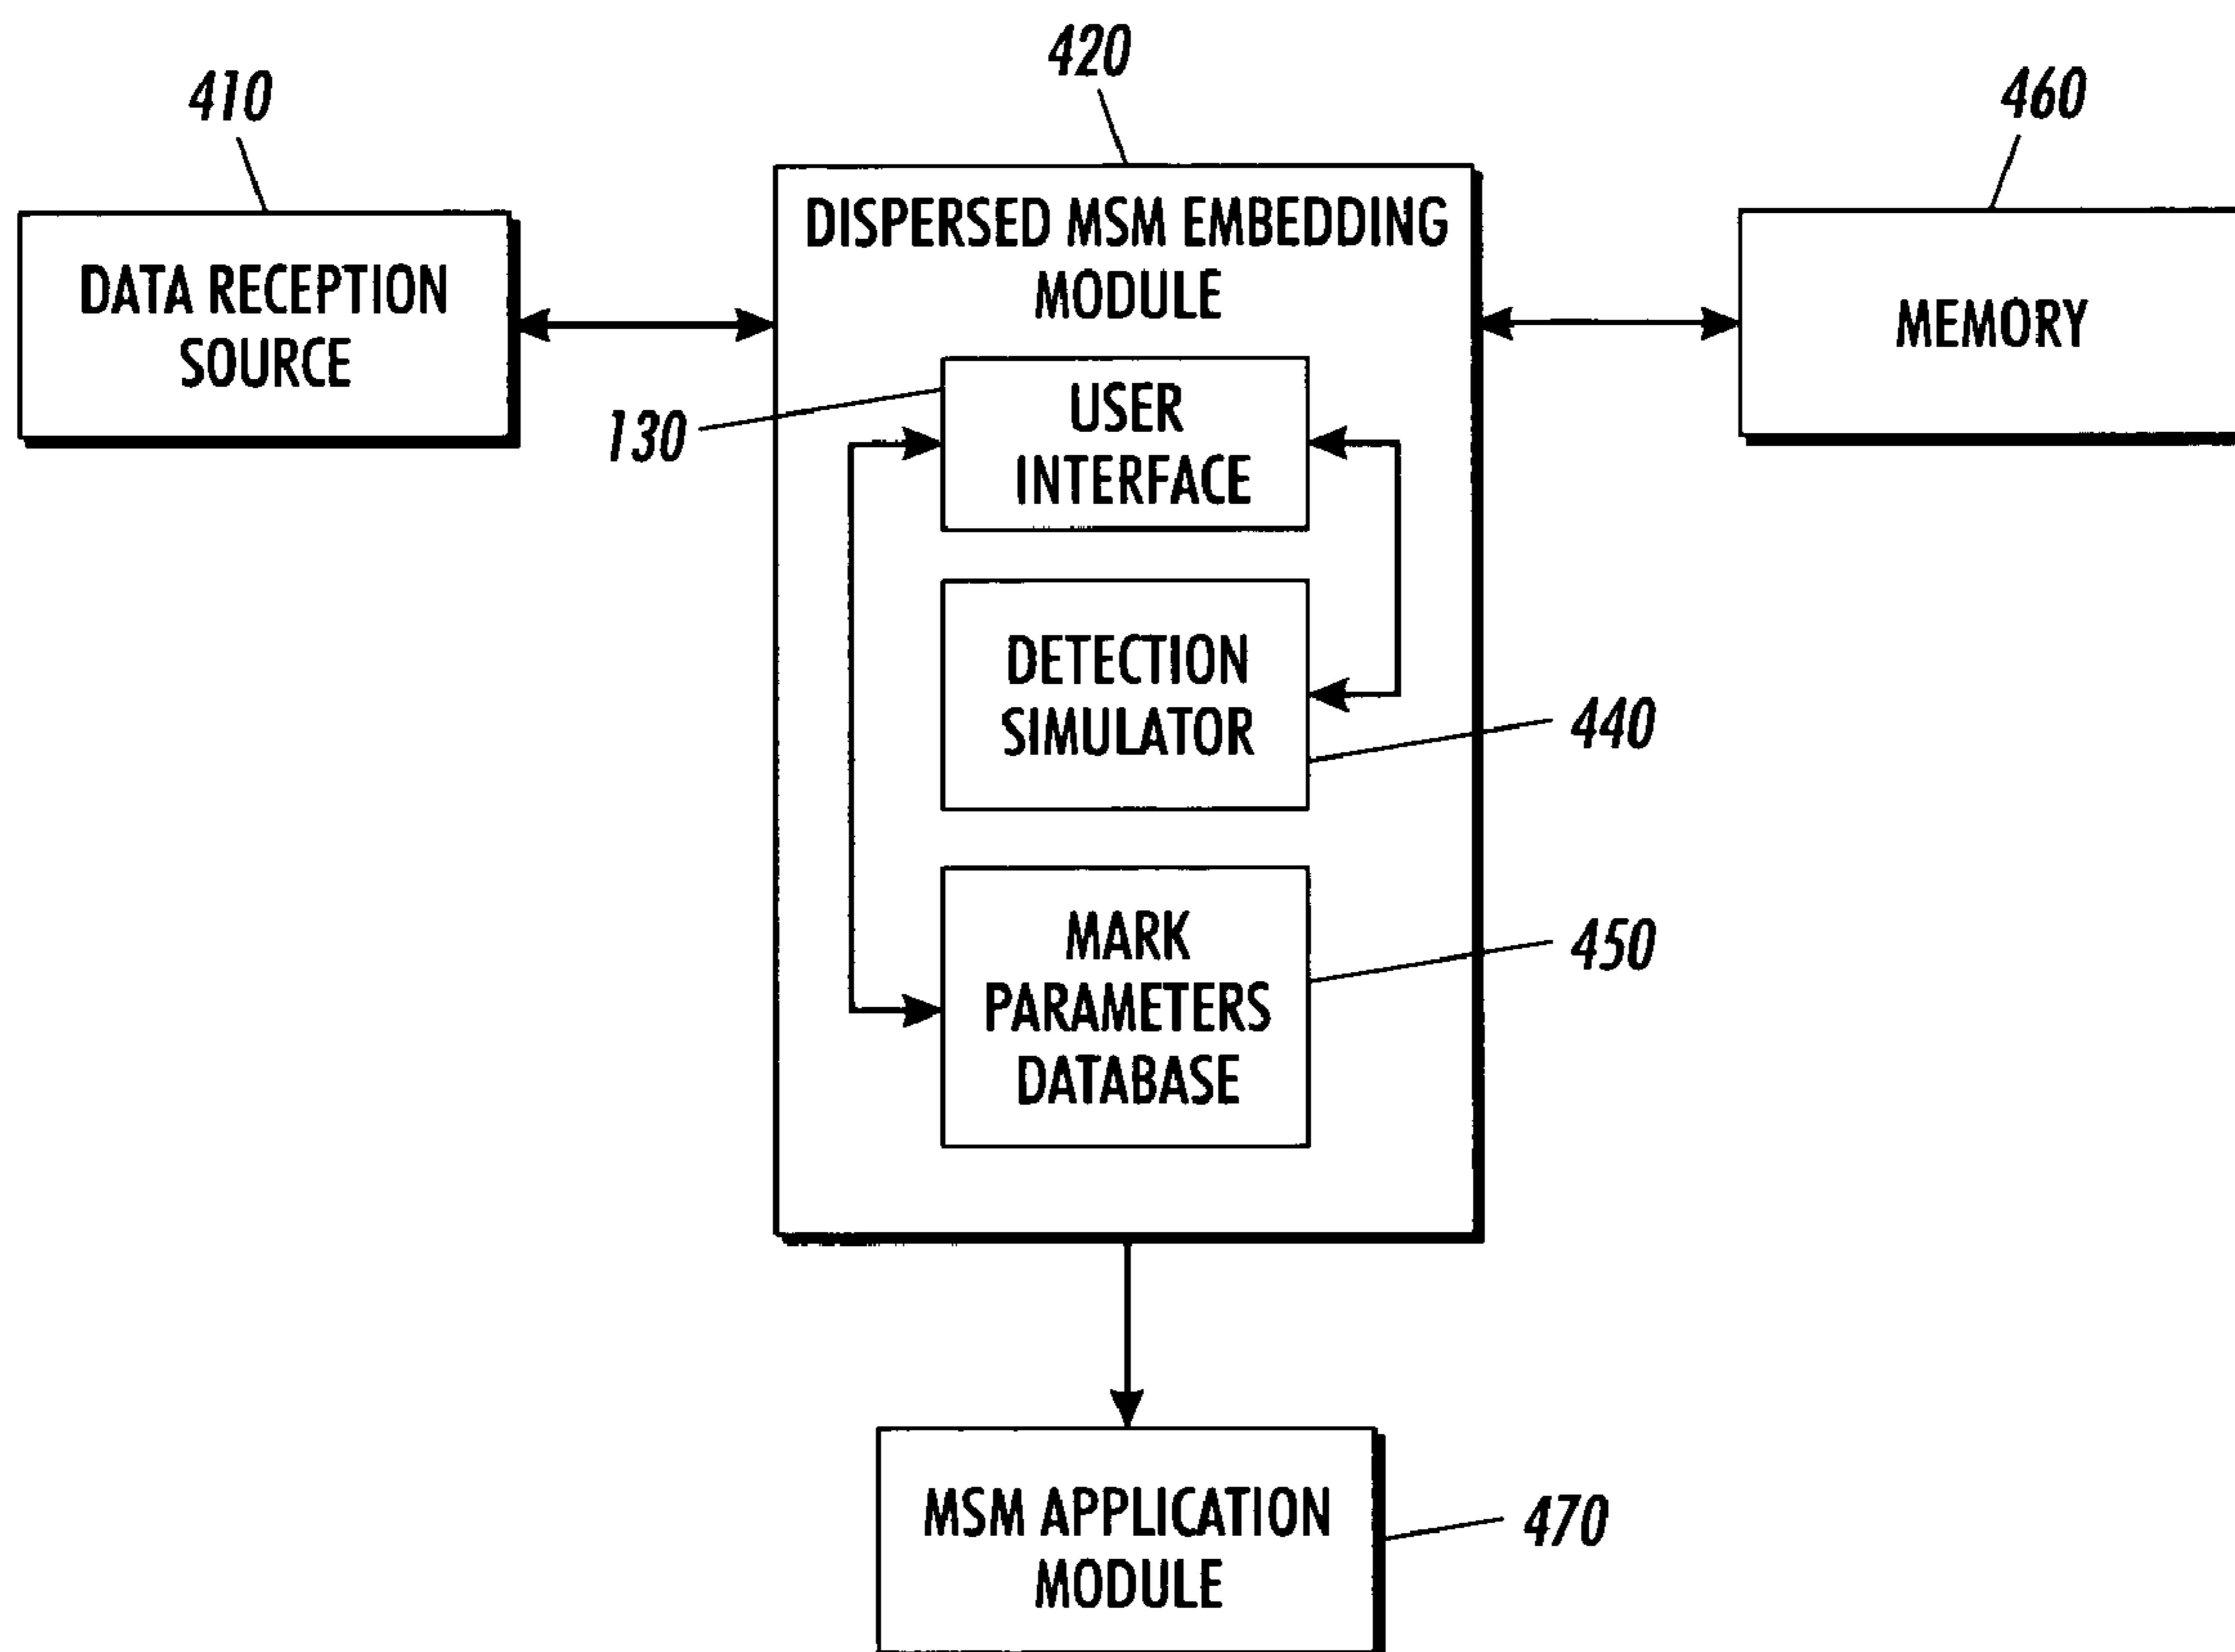 420
410
460
DISPERSED MSM EMBEDDING
MODULE
DATA RECEPTION
SOURCE
MEMORY
USER
INTERFACE
130
DETECTION
SIMULATOR
440
MARK
PARAMETERS
DATABASE
450
MSM APPLICATION
MODULE
470